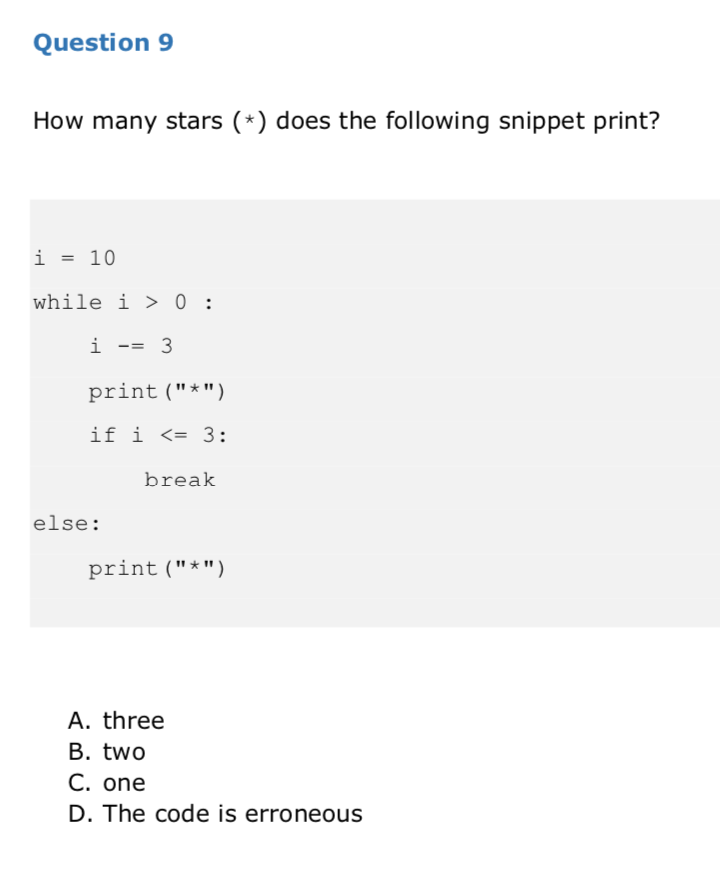 Question 9
How many stars (*) does the following snippet print?
i = 10
while i > 0 :
    i -= 3
    print("*")
    if i <= 3:
        break
else:
    print("*")
A. three
B. two
C. one
D. The code is erroneous